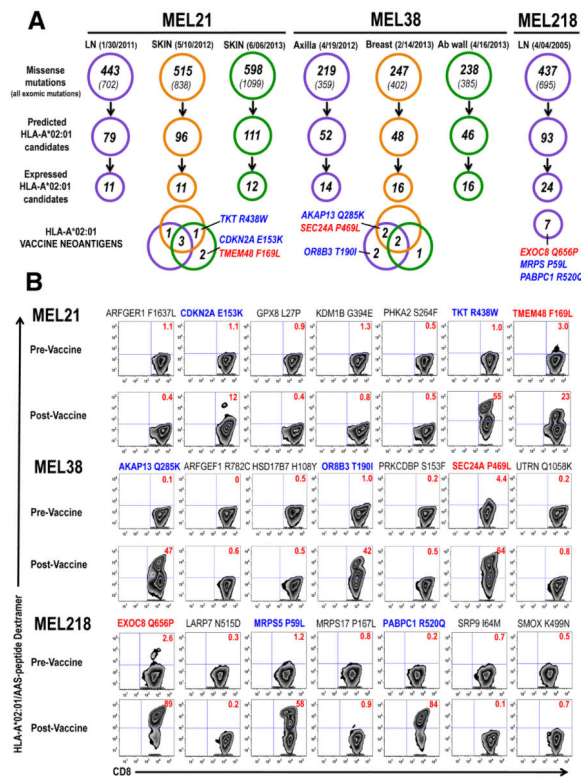 A
MEL21 MEL38 MEL218
LN (1/30/2011) SKIN (5/10/2012) SKIN (6/06/2013) Axilla (4/19/2012) Breast (2/14/2013) Ab wall (4/16/2013) LN (4/04/2005)
Missense mutations (all exomic mutations)
443 515 598 219 247 238 437
(702) (838) (1099) (359) (402) (385) (695)
Predicted HLA-A*02:01 candidates
79 96 111 52 48 46 93
Expressed HLA-A*02:01 candidates
11 11 12 14 16 16 24
HLA-A*02:01 VACCINE NEOANTIGENS
1 1 3 2
TKT R438W
CDKN2A E153K
TMEM48 F169L
AKAP13 Q285K
SEC24A P469L
OR8B3 T190I
2 2 2 1
7
EXOC8 Q656P
MRPS P59L
PABPC1 R520Q
B
MEL21
ARFGER1 F1637L CDKN2A E153K GPX8 L27P KDM1B G394E PHKA2 S264F TKT R438W TMEM48 F169L
Pre-Vaccine
1.1 1.1 0.9 1.3 0.5 1.0 3.0
Post-Vaccine
0.4 12 0.4 0.8 0.5 55 23
MEL38
AKAP13 Q285K ARFGEF1 R782C HSD17B7 H108Y OR8B3 T190I PRKCDBP S153F SEC24A P469L UTRN Q1058K
Pre-Vaccine
0.1 0 0.5 1.0 0.2 4.4 0.2
Post-Vaccine
47 0.6 0.5 42 0.5 64 0.8
MEL218
EXOC8 Q656P LARP7 N515D MRPS5 P59L MRPS17 P167L PABPC1 R520Q SRP9 I64M SMOX K499N
Pre-Vaccine
2.6 0.3 1.2 0.8 0.2 0.7 0.5
Post-Vaccine
89 0.2 58 0.9 84 0.1 0.7
HLA-A*02:01/AAS-peptide Dextramer
CD8